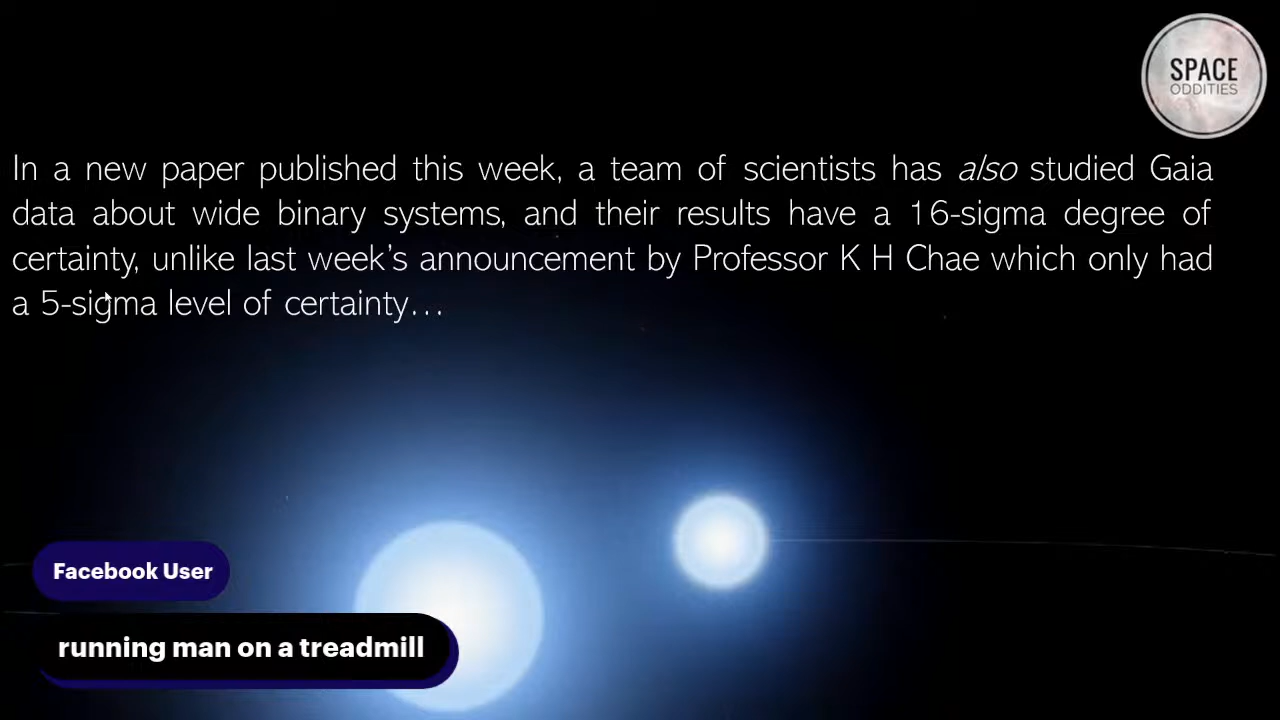 SPACE
ODDITIES
In a new paper published this week, a team of scientists has also studied Gaia
data about wide binary systems, and their results have a 16-sigma degree of
certainty, unlike last week’s announcement by Professor K H Chae which only had
a 5-sigma level of certainty…
Facebook User
running man on a treadmill